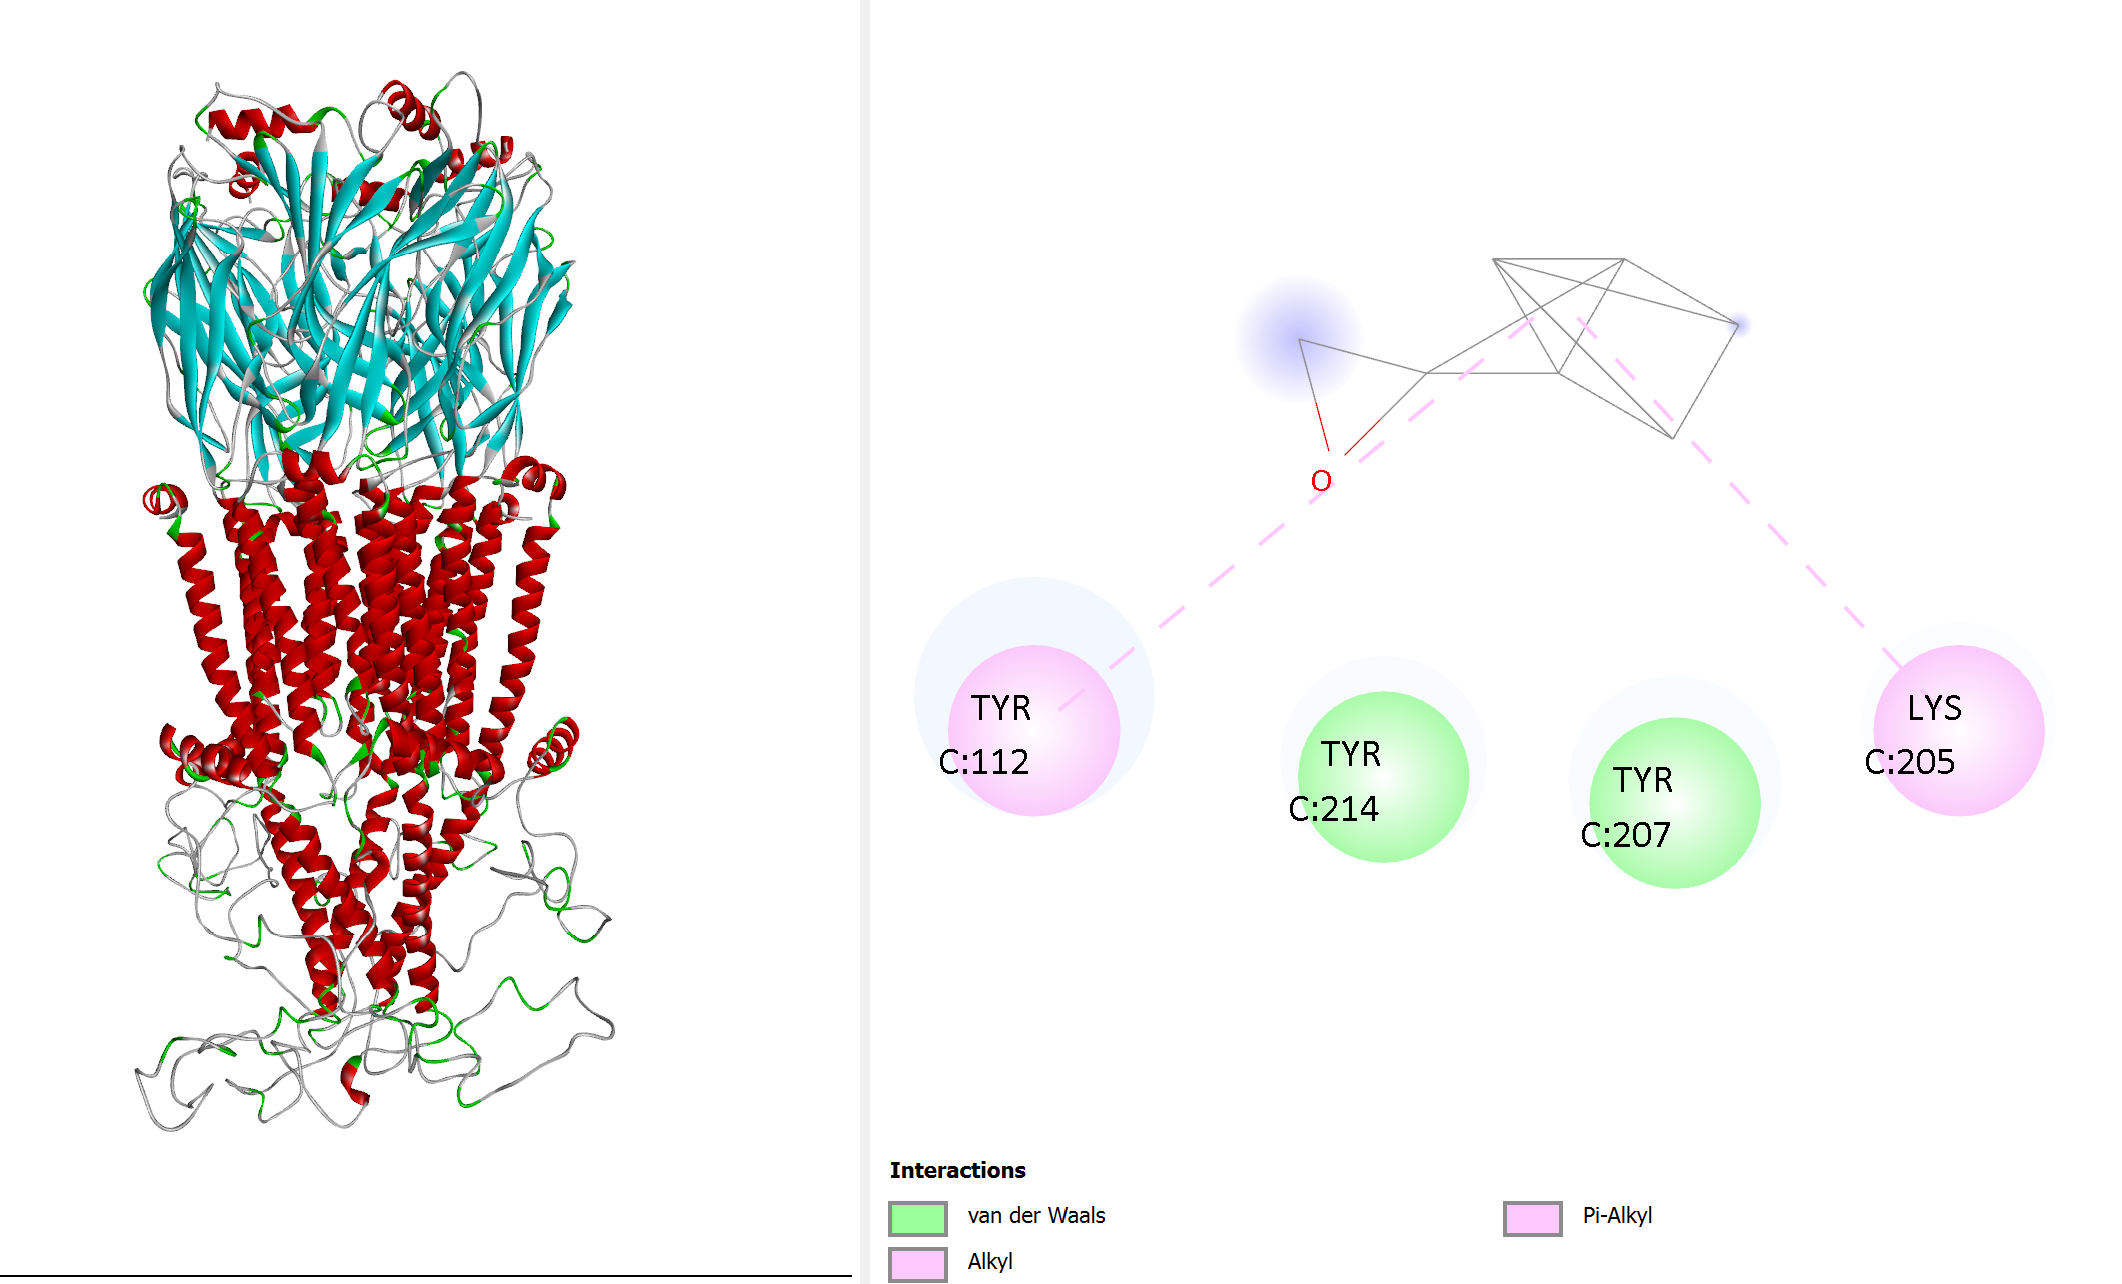 O
TYR
C:112
TYR
C:214
TYR
C:207
LYS
C:205
Interactions
van der Waals
Alkyl
Pi-Alkyl